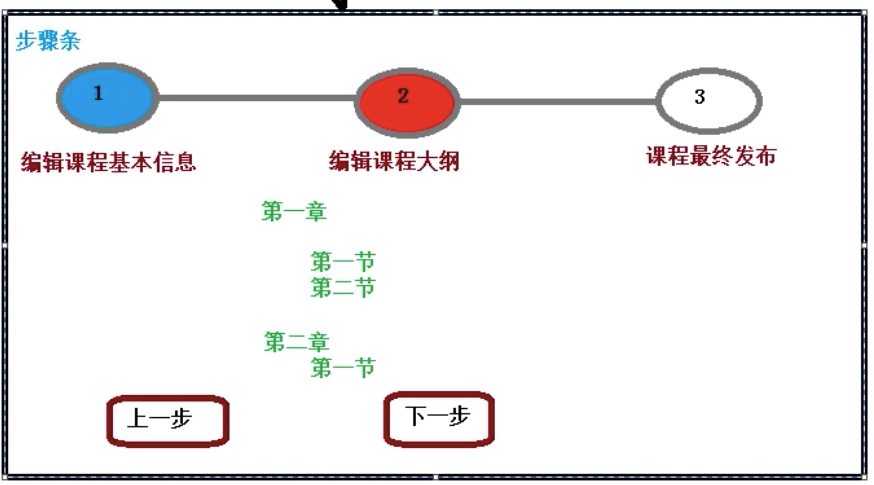 步骤条
1 2 3
编辑课程基本信息 编辑课程大纲 课程最终发布
第一章
第一节
第二节
第二章
第一节
上一步 下一步